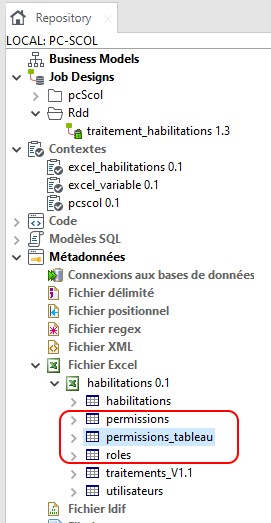 Repository
LOCAL: PC-SCOL
Business Models
Job Designs
pcScol
Rdd
traitement_habilitations 1.3
Contextes
excel_habilitations 0.1
excel_variable 0.1
pcscol 0.1
Code
Modèles SQL
Métadonnées
Connexions aux bases de données
Fichier délimité
Fichier positionnel
Fichier regex
Fichier XML
Fichier Excel
habilitations 0.1
habilitations
permissions
permissions_tableau
roles
traitements_V1.1
utilisateurs
Fichier ldif